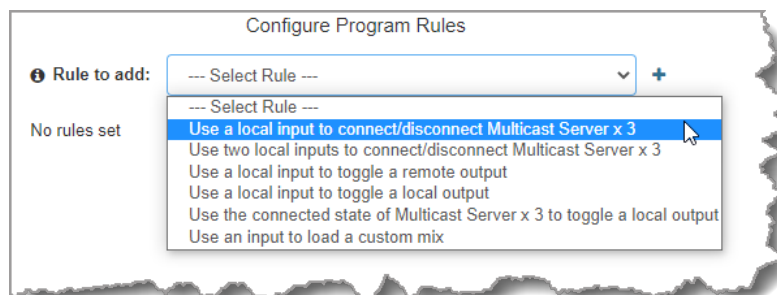 Configure Program Rules
Rule to add: --- Select Rule ---
--- Select Rule ---
No rules set
Use a local input to connect/disconnect Multicast Server x 3
Use two local inputs to connect/disconnect Multicast Server x 3
Use a local input to toggle a remote output
Use a local input to toggle a local output
Use the connected state of Multicast Server x 3 to toggle a local output
Use an input to load a custom mix